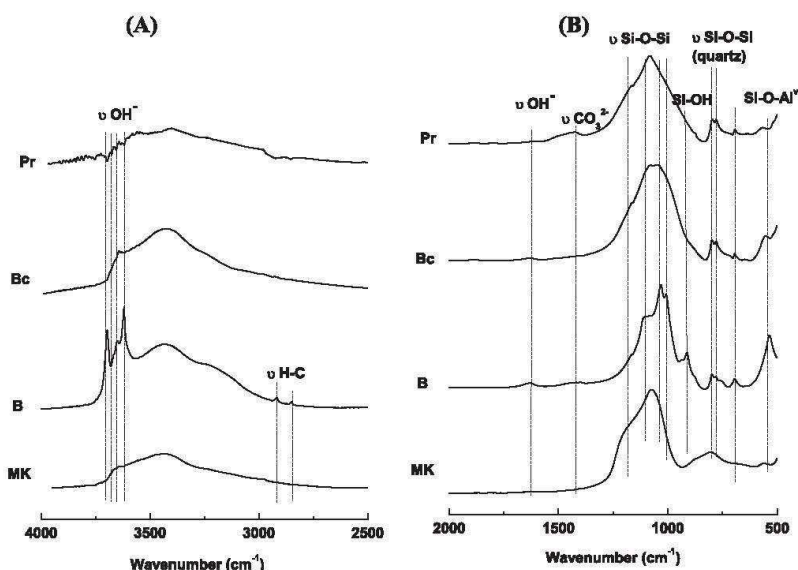 (A)
(B)
υ OH⁻
υ H-C
Pr
Bc
B
MK
4000 3500 3000 2500
Wavenumber (cm⁻¹)
υ Si-O-Si
υ SI-O-SI
(quartz)
υ OH⁻
υ CO₃²⁻
SI-OH
SI-O-Al
Pr
Bc
B
MK
2000 1500 1000 500
Wavenumber (cm⁻¹)